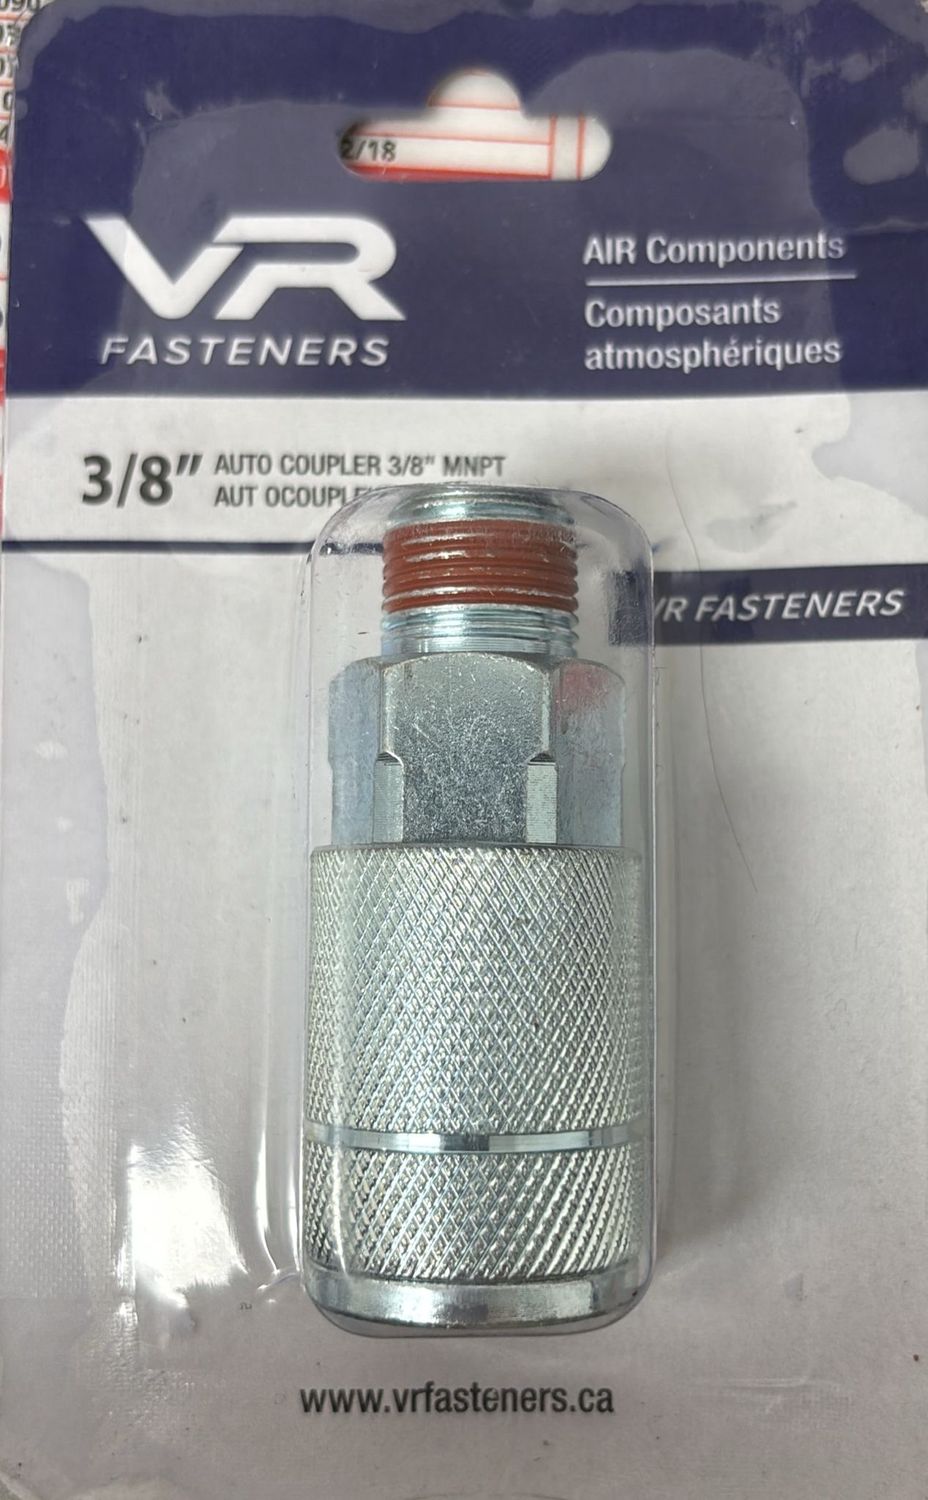 2/18
VR
FASTENERS
AIR Components
Composants
atmosphériques
3/8" AUTO COUPLER 3/8" MNPT
AUT
VR FASTENERS
www.vrfasteners.ca